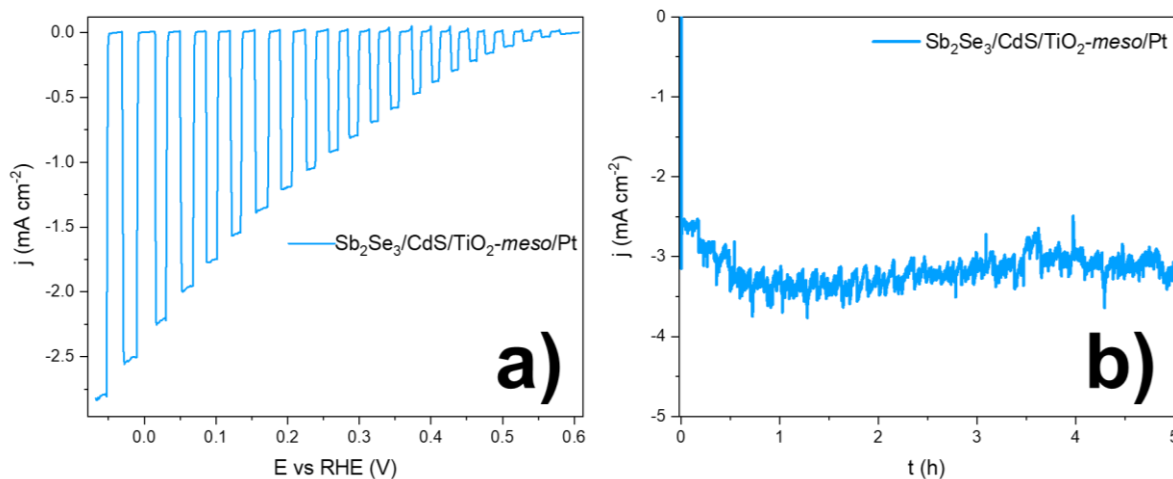 0.0
-0.5
-1.0
-1.5
-2.0
-2.5
j (mA cm⁻²)
Sb₂Se₃/CdS/TiO₂-meso/Pt
a)
0.0 0.1 0.2 0.3 0.4 0.5 0.6
E vs RHE (V)
0
-1
-2
-3
-4
-5
j (mA cm⁻²)
Sb₂Se₃/CdS/TiO₂-meso/Pt
b)
0 1 2 3 4 5
t (h)